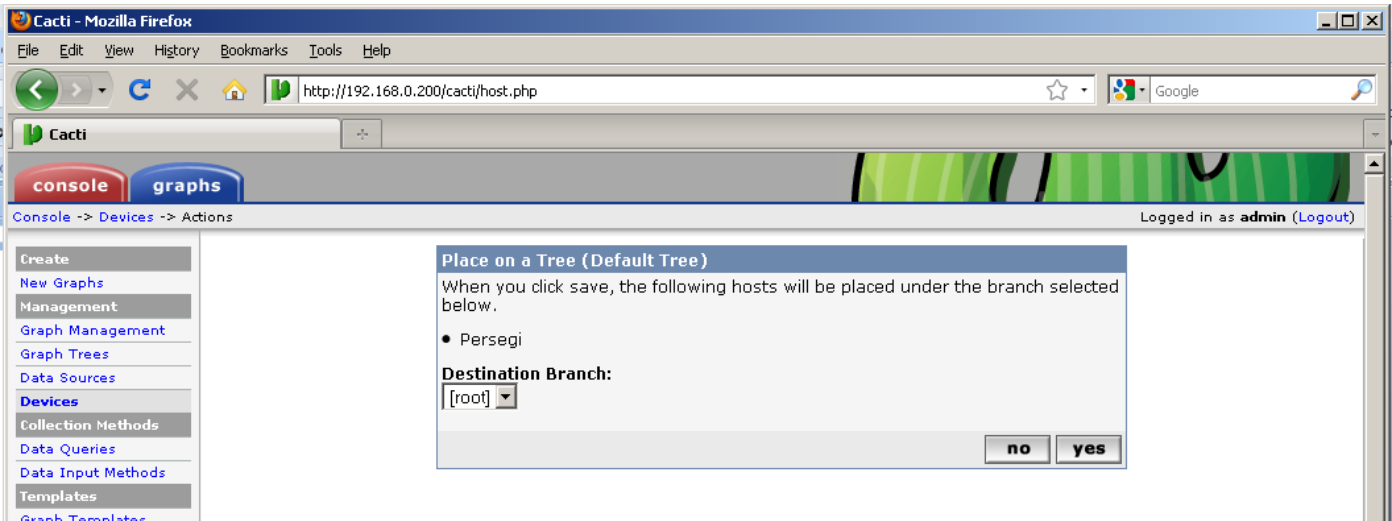 Cacti - Mozilla Firefox
File Edit View History Bookmarks Tools Help
http://192.168.0.200/cacti/host.php
Google
Cacti
console graphs
Console -> Devices -> Actions
Logged in as admin (Logout)
Create
New Graphs
Management
Graph Management
Graph Trees
Data Sources
Devices
Collection Methods
Data Queries
Data Input Methods
Templates
Graph Templates
Place on a Tree (Default Tree)
When you click save, the following hosts will be placed under the branch selected
below.
• Persegi
Destination Branch:
[root]
no yes